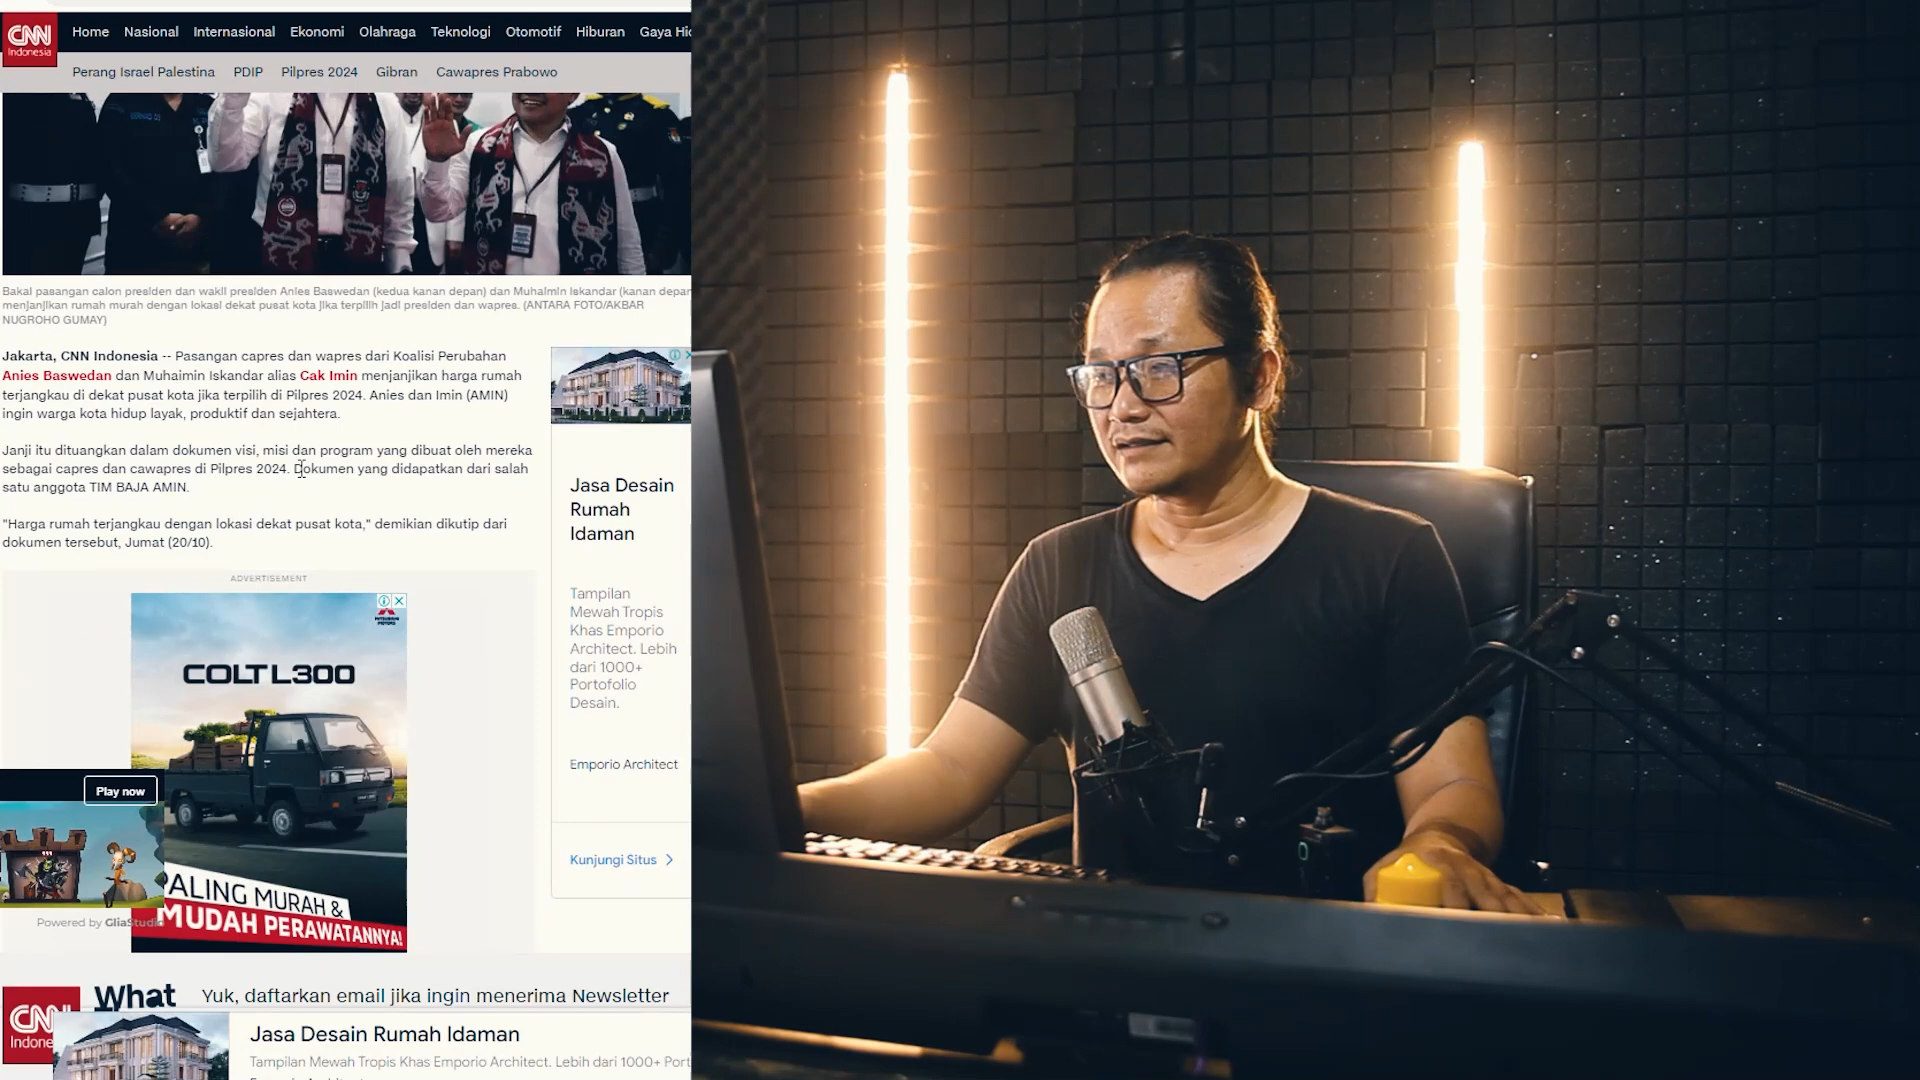 CNN
Indonesia
Home Nasional Internasional Ekonomi Olahraga Teknologi Otomotif Hiburan Gaya Hi
Perang Israel Palestina PDIP Pilpres 2024 Gibran Cawapres Prabowo
Bakal pasangan calon presiden dan wakil presiden Anies Baswedan (kedua kanan depan) dan Muhaimin Iskandar (kanan depan
menjanjikan rumah murah dengan lokasi dekat pusat kota jika terpilih jadi presiden dan wapres. (ANTARA FOTO/AKBAR
NUGROHO GUMAY)
Jakarta, CNN Indonesia -- Pasangan capres dan wapres dari Koalisi Perubahan
Anies Baswedan dan Muhaimin Iskandar alias Cak Imin menjanjikan harga rumah
terjangkau di dekat pusat kota jika terpilih di Pilpres 2024. Anies dan Imin (AMIN)
ingin warga kota hidup layak, produktif dan sejahtera.
Janji itu dituangkan dalam dokumen visi, misi dan program yang dibuat oleh mereka
sebagai capres dan cawapres di Pilpres 2024. Dokumen yang didapatkan dari salah
satu anggota TIM BAJA AMIN.
"Harga rumah terjangkau dengan lokasi dekat pusat kota," demikian dikutip dari
dokumen tersebut, Jumat (20/10).
Jasa Desain
Rumah
Idaman
Tampilan
Mewah Tropis
Khas Emporio
Architect. Lebih
dari 1000+
Portofolio
Desain.
Emporio Architect
Kunjungi Situs
ADVERTISEMENT
MITSUBISHI
MOTORS
COLT L300
PALING MURAH &
MUDAH PERAWATANNYA!
Play now
Powered by GliaStudio
CNN
Indone
What
Yuk, daftarkan email jika ingin menerima Newsletter
Jasa Desain Rumah Idaman
Tampilan Mewah Tropis Khas Emporio Architect. Lebih dari 1000+ Port